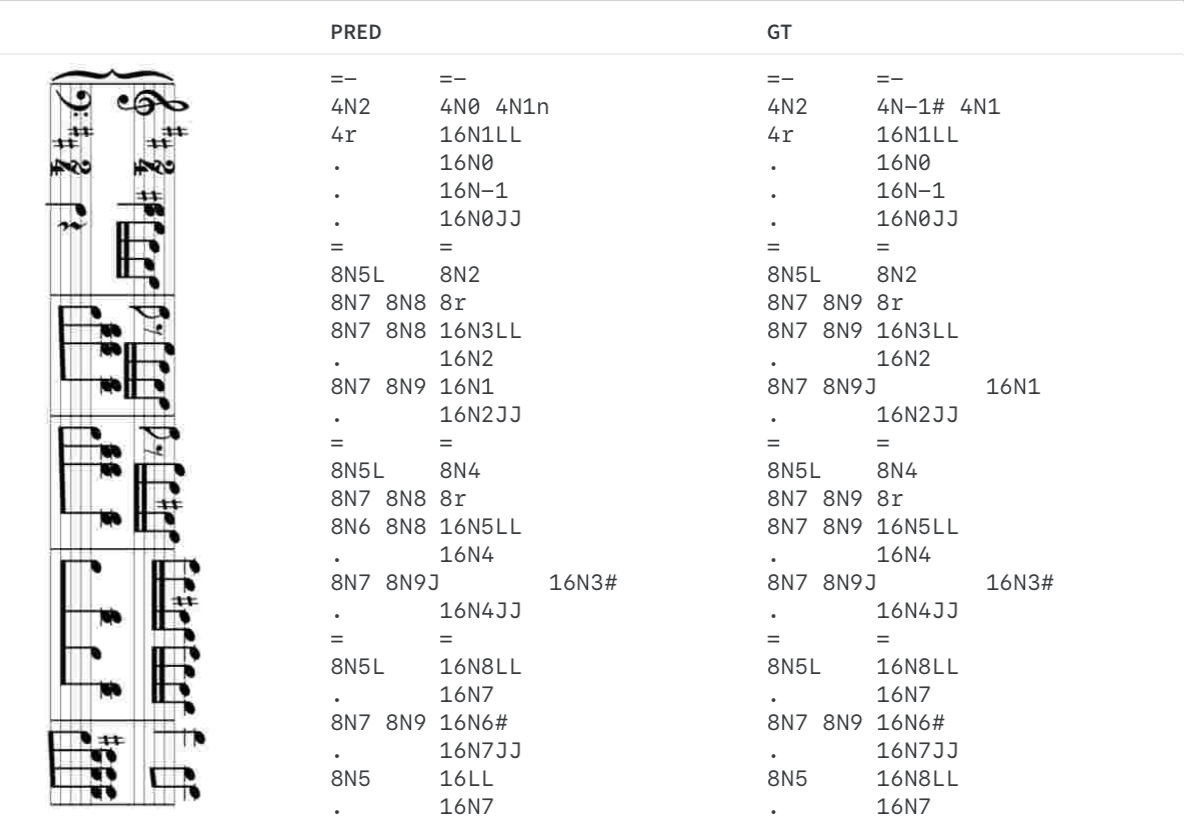 PRED GT
=- =- =- =-
4N2 4N0 4N1n 4N2 4N-1# 4N1
4r 16N1LL 4r 16N1LL
. 16N0 . 16N0
. 16N-1 . 16N-1
. 16N0JJ . 16N0JJ
= = = =
8N5L 8N2 8N5L 8N2
8N7 8N8 8r 8N7 8N9 8r
8N7 8N8 16N3LL 8N7 8N9 16N3LL
. 16N2 . 16N2
8N7 8N9 16N1 8N7 8N9J 16N1
. 16N2JJ . 16N2JJ
= = = =
8N5L 8N4 8N5L 8N4
8N7 8N8 8r 8N7 8N9 8r
8N6 8N8 16N5LL 8N7 8N9 16N5LL
. 16N4 . 16N4
8N7 8N9J 16N3# 8N7 8N9J 16N3#
. 16N4JJ . 16N4JJ
= = = =
8N5L 16N8LL 8N5L 16N8LL
. 16N7 . 16N7
8N7 8N9 16N6# 8N7 8N9 16N6#
. 16N7JJ . 16N7JJ
8N5 16LL 8N5 16N8LL
. 16N7 . 16N7